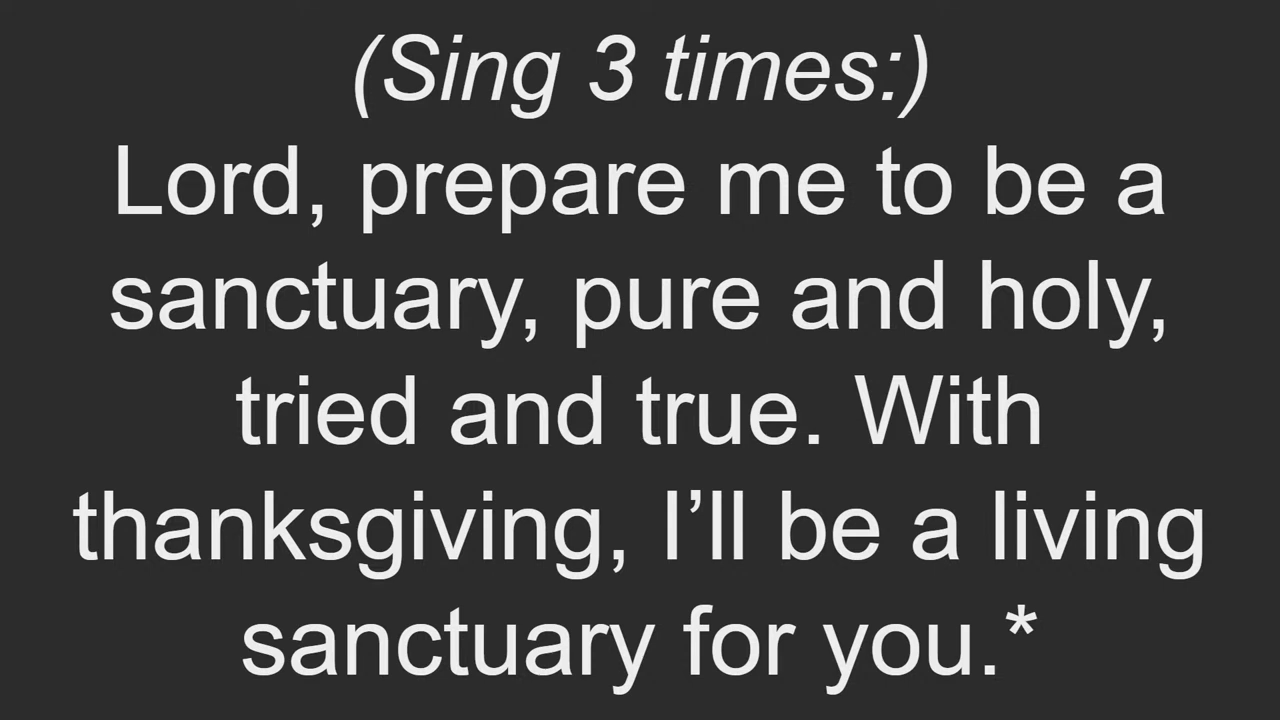 (Sing 3 times:)
Lord, prepare me to be a
sanctuary, pure and holy,
tried and true. With
thanksgiving, I’ll be a living
sanctuary for you.*